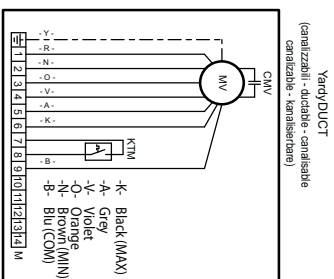 YardyDUCT
(canalizzabili - ductable - canalisable
canalizable - kanalisierbare)
CMV
MV
KTM
- Y -
- R -
- N -
- O -
- V -
- A -
- K -
- B -
1 2 3 4 5 6 7 8 9 10 11 12 13 14 M
-K- Black (MAX)
-A- Grey
-V- Violet
-O- Orange
-N- Brown (MIN)
-B- Blu (COM)